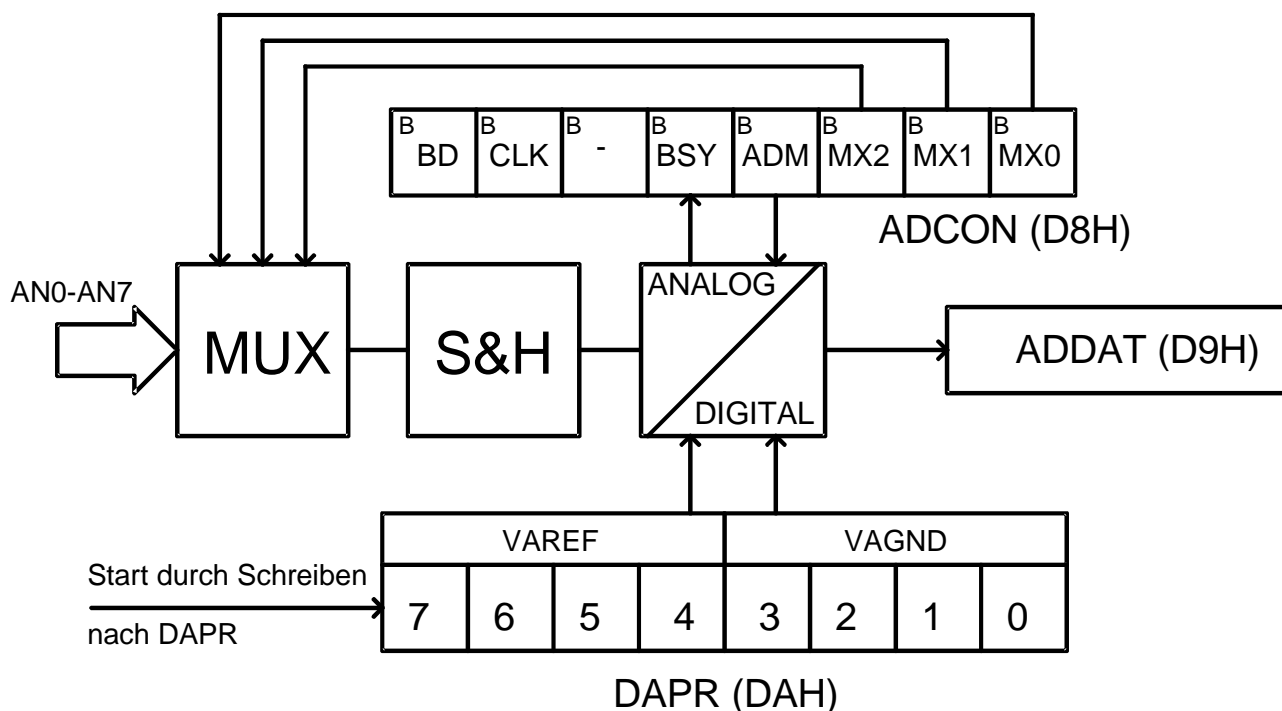 B B B B B B B B
BD CLK - BSY ADM MX2 MX1 MX0
ADCON (D8H)
AN0-AN7
MUX
S&H
ANALOG
DIGITAL
ADDAT (D9H)
VAREF VAGND
Start durch Schreiben
nach DAPR
7 6 5 4 3 2 1 0
DAPR (DAH)